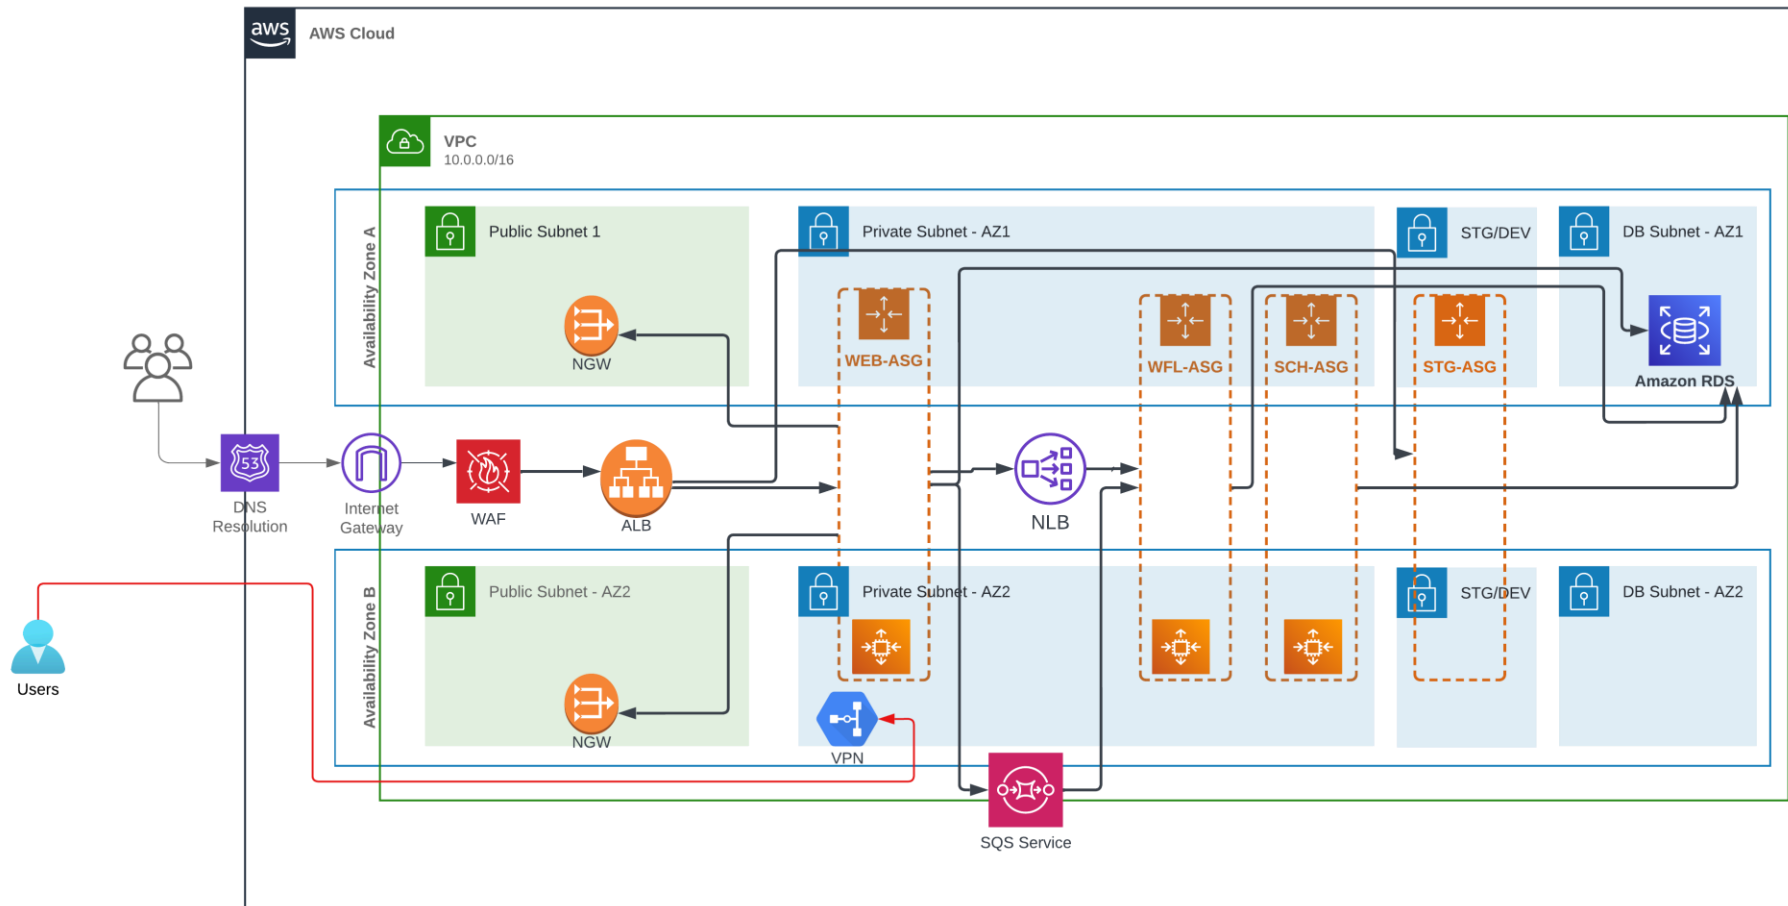 aws
AWS Cloud
VPC
10.0.0.0/16
Availability Zone A
Public Subnet 1
Private Subnet - AZ1
STG/DEV
DB Subnet - AZ1
NGW
WEB-ASG
WFL-ASG
SCH-ASG
STG-ASG
Amazon RDS
53
DNS
Resolution
Internet
Gateway
WAF
ALB
NLB
Availability Zone B
Public Subnet - AZ2
Private Subnet - AZ2
STG/DEV
DB Subnet - AZ2
Users
NGW
VPN
SQS Service